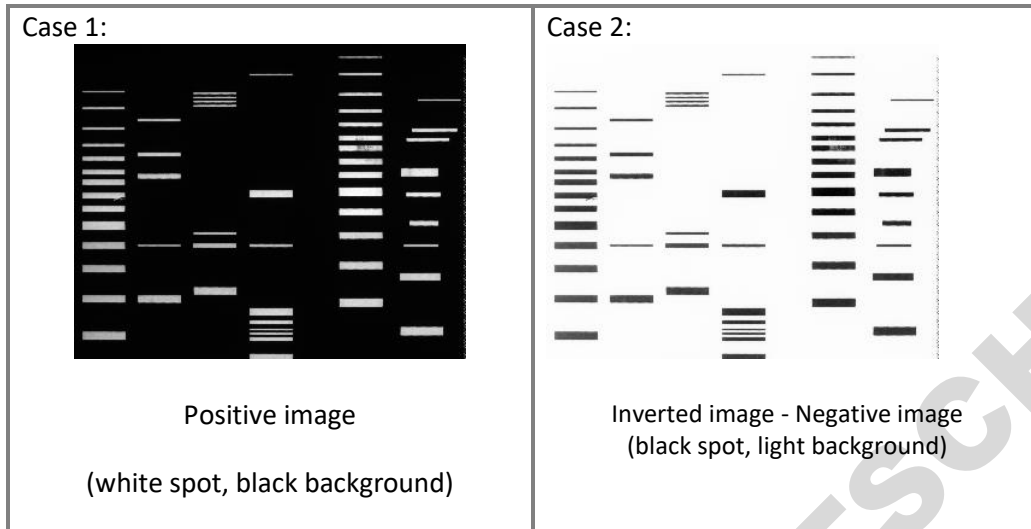 Case 1:
Positive image
(white spot, black background)
Case 2:
Inverted image - Negative image
(black spot, light background)